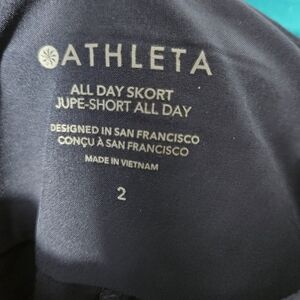 ATHLETA
ALL DAY SKORT
JUPE-SHORT ALL DAY
DESIGNED IN SAN FRANCISCO
CONÇU À SAN FRANCISCO
MADE IN VIETNAM
2